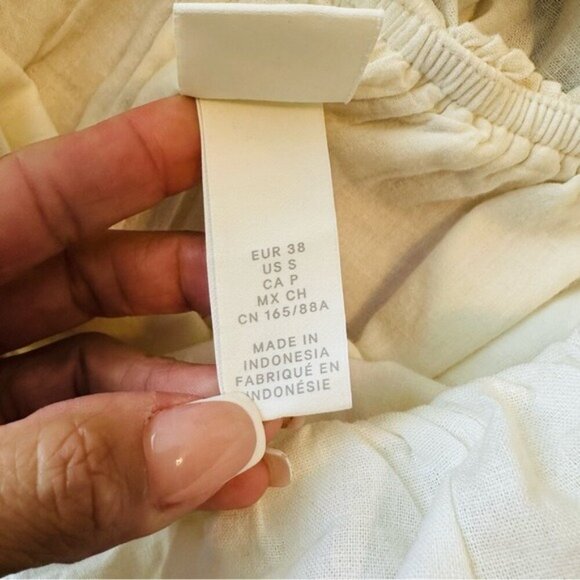 EUR 38
US S
CA P
MX CH
CN 165/88A
MADE IN
INDONESIA
FABRIQUÉ EN
INDONÉSIE